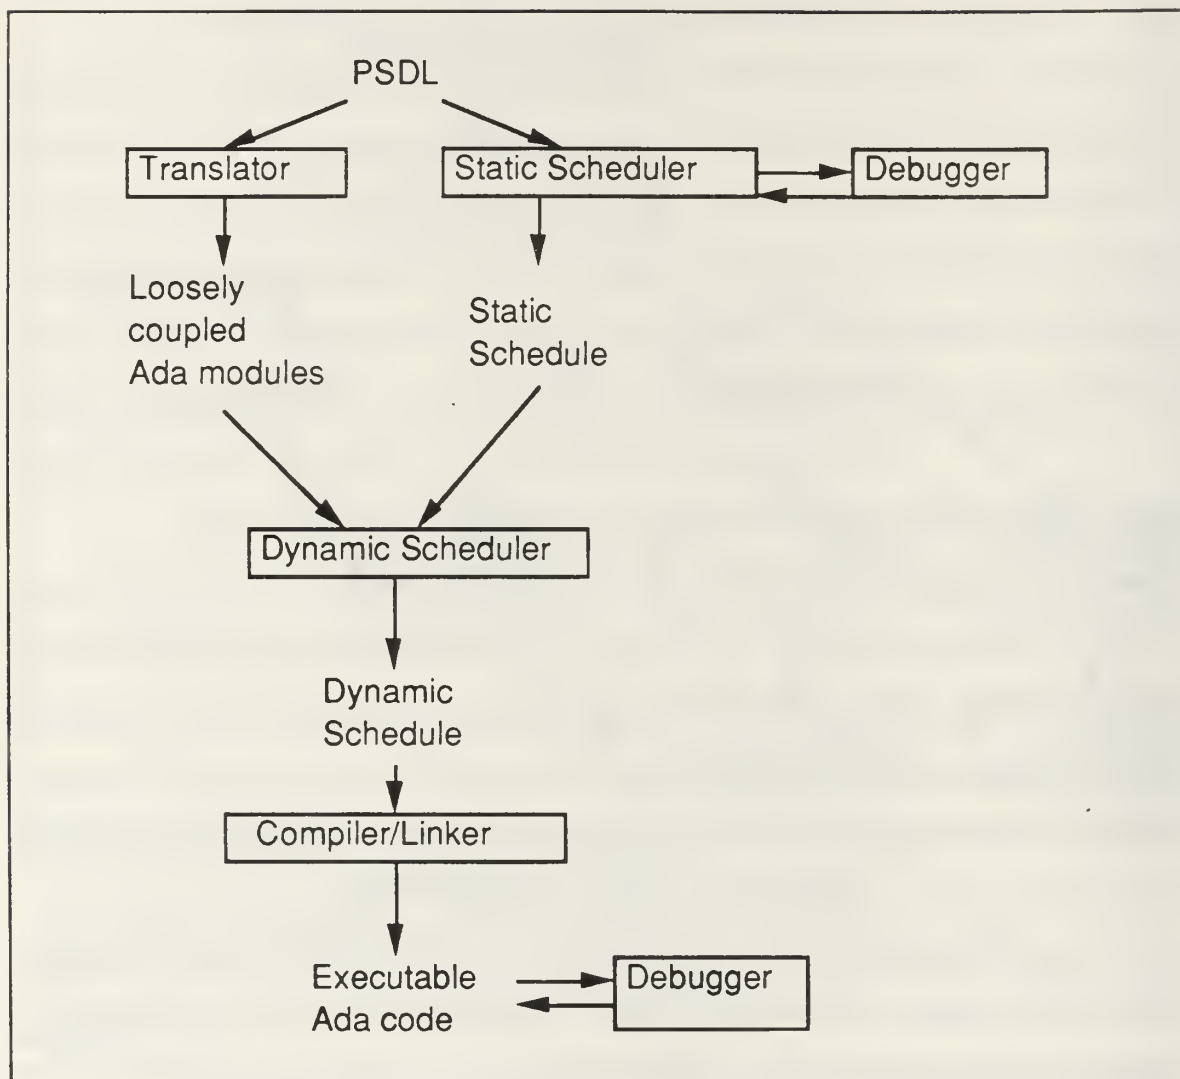 PSDL
Translator
Static Scheduler
Debugger
Loosely
coupled
Ada modules
Static
Schedule
Dynamic Scheduler
Dynamic
Schedule
Compiler/Linker
Executable
Ada code
Debugger